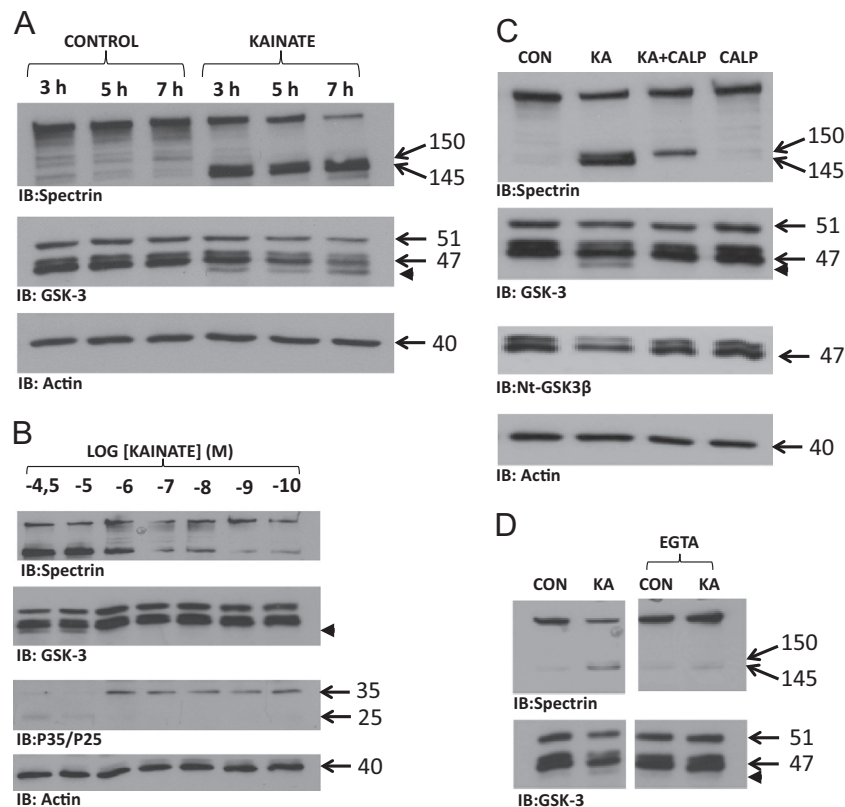 A
CONTROL KAINATE
3 h 5 h 7 h 3 h 5 h 7 h
150
145
IB:Spectrin
51
47
IB: GSK-3
40
IB: Actin
B
LOG [KAINATE] (M)
-4,5 -5 -6 -7 -8 -9 -10
IB:Spectrin
IB: GSK-3
35
25
IB:P35/P25
40
IB: Actin
C
CON KA KA+CALP CALP
150
145
IB:Spectrin
51
47
IB: GSK-3
47
IB:Nt-GSK3β
40
IB: Actin
D
EGTA
CON KA CON KA
150
145
IB:Spectrin
51
47
IB:GSK-3